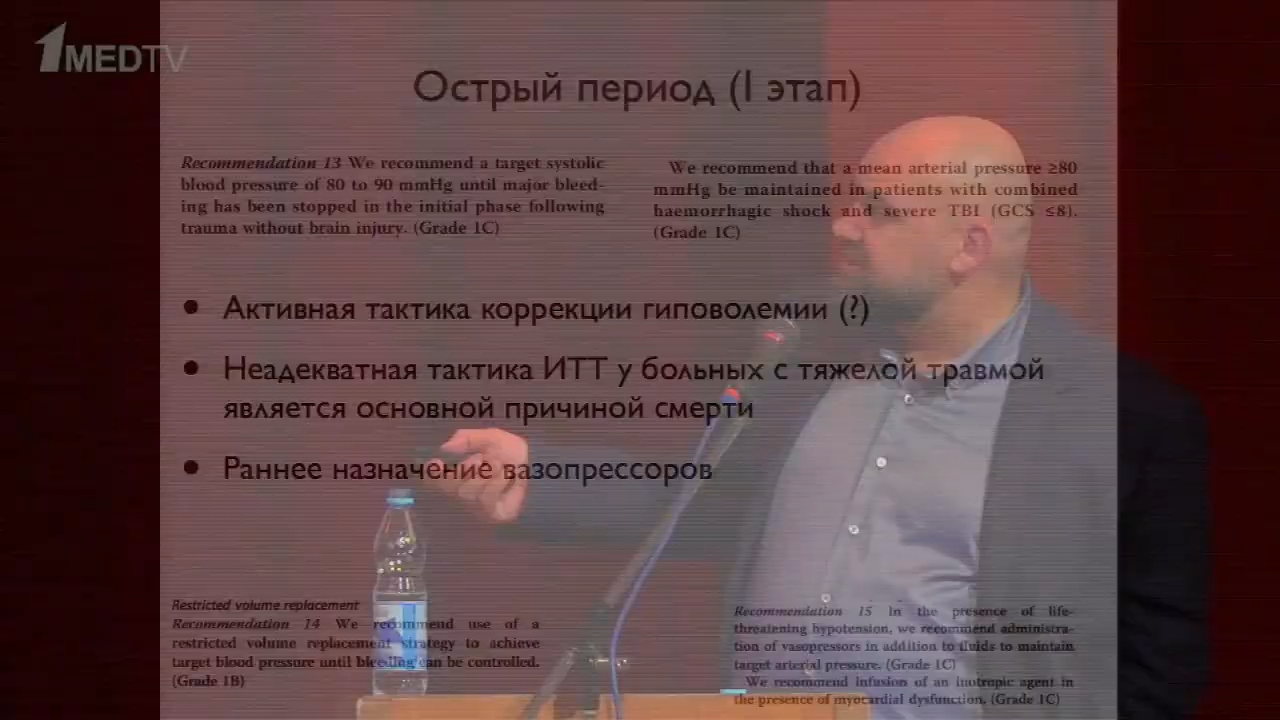 1MEDTV
Острый период (I этап)
Recommendation 13 We recommend a target systolic
blood pressure of 80 to 90 mmHg until major bleed-
ing has been stopped in the initial phase following
trauma without brain injury. (Grade 1C)
We recommend that a mean arterial pressure ≥80
mmHg be maintained in patients with combined
haemorrhagic shock and severe TBI (GCS ≤8).
(Grade 1C)
• Активная тактика коррекции гиповолемии (?)
• Неадекватная тактика ИТТ у больных с тяжелой травмой
является основной причиной смерти
• Раннее назначение вазопрессоров
Restricted volume replacement
Recommendation 14 We recommend use of a
restricted volume replacement strategy to achieve
target blood pressure until bleeding can be controlled.
(Grade 1B)
Recommendation 15 In the presence of life-
threatening hypotension, we recommend administra-
tion of vasopressors in addition to fluids to maintain
target arterial pressure. (Grade 1C)
We recommend infusion of an inotropic agent in
the presence of myocardial dysfunction. (Grade 1C)